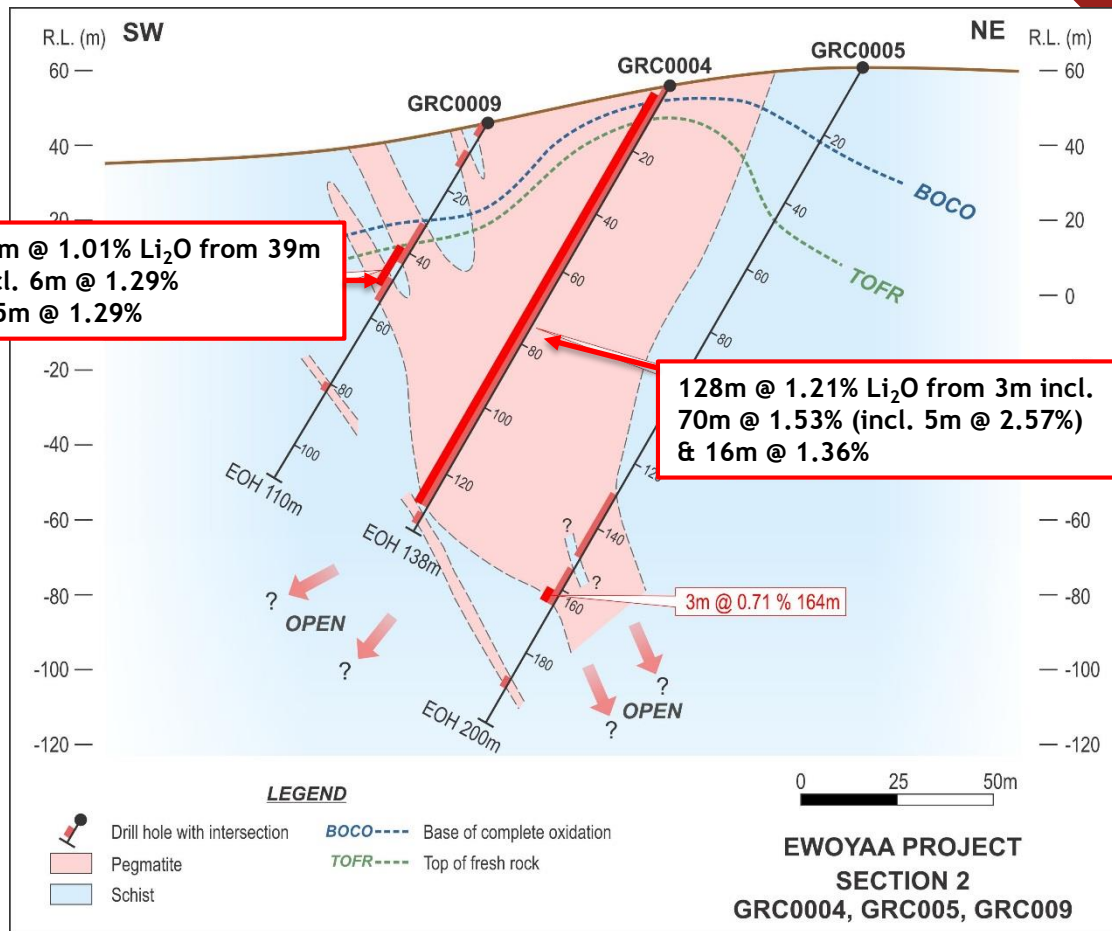 R.L. (m) SW
NE R.L. (m)
GRC0005
GRC0004
GRC0009
60
40
20
-20
-40
-60
-80
-100
-120
60
40
20
0
-20
-40
-60
-80
-100
-120
20
40
60
80
100
EOH 110m
20
40
60
80
100
120
EOH 138m
20
40
60
80
140
160
180
EOH 200m
BOCO
TOFR
m @ 1.01% Li₂O from 39m
cl. 6m @ 1.29%
5m @ 1.29%
128m @ 1.21% Li₂O from 3m incl.
70m @ 1.53% (incl. 5m @ 2.57%)
& 16m @ 1.36%
3m @ 0.71 % 164m
?
?
?
OPEN
?
?
OPEN
?
LEGEND
Drill hole with intersection
Pegmatite
Schist
BOCO---- Base of complete oxidation
TOFR---- Top of fresh rock
0 25 50m
EWOYAA PROJECT
SECTION 2
GRC0004, GRC005, GRC009